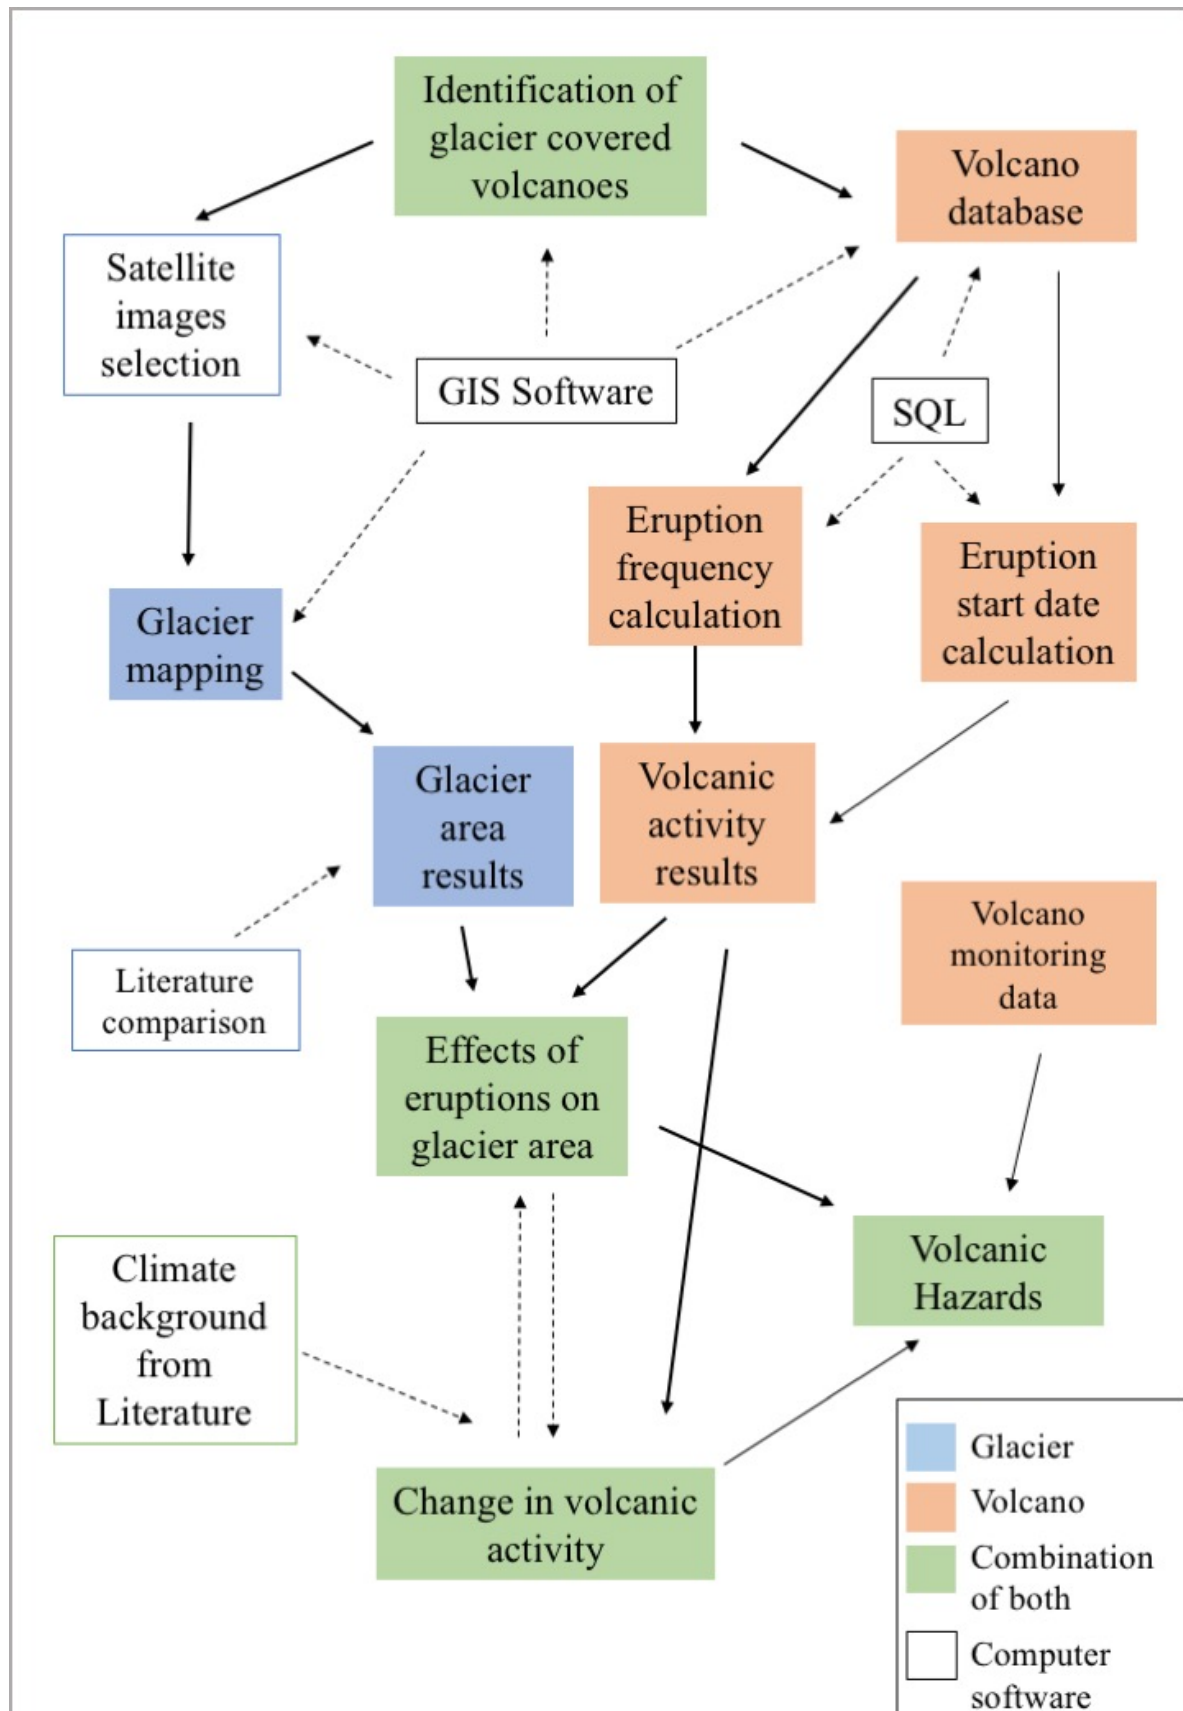 Identification of
glacier covered
volcanoes
Volcano
database
Satellite
images
selection
GIS Software
SQL
Eruption
frequency
calculation
Eruption
start date
calculation
Glacier
mapping
Glacier
area
results
Volcanic
activity
results
Volcano
monitoring
data
Literature
comparison
Effects of
eruptions on
glacier area
Volcanic
Hazards
Climate
background
from
Literature
Change in volcanic
activity
Glacier
Volcano
Combination
of both
Computer
software